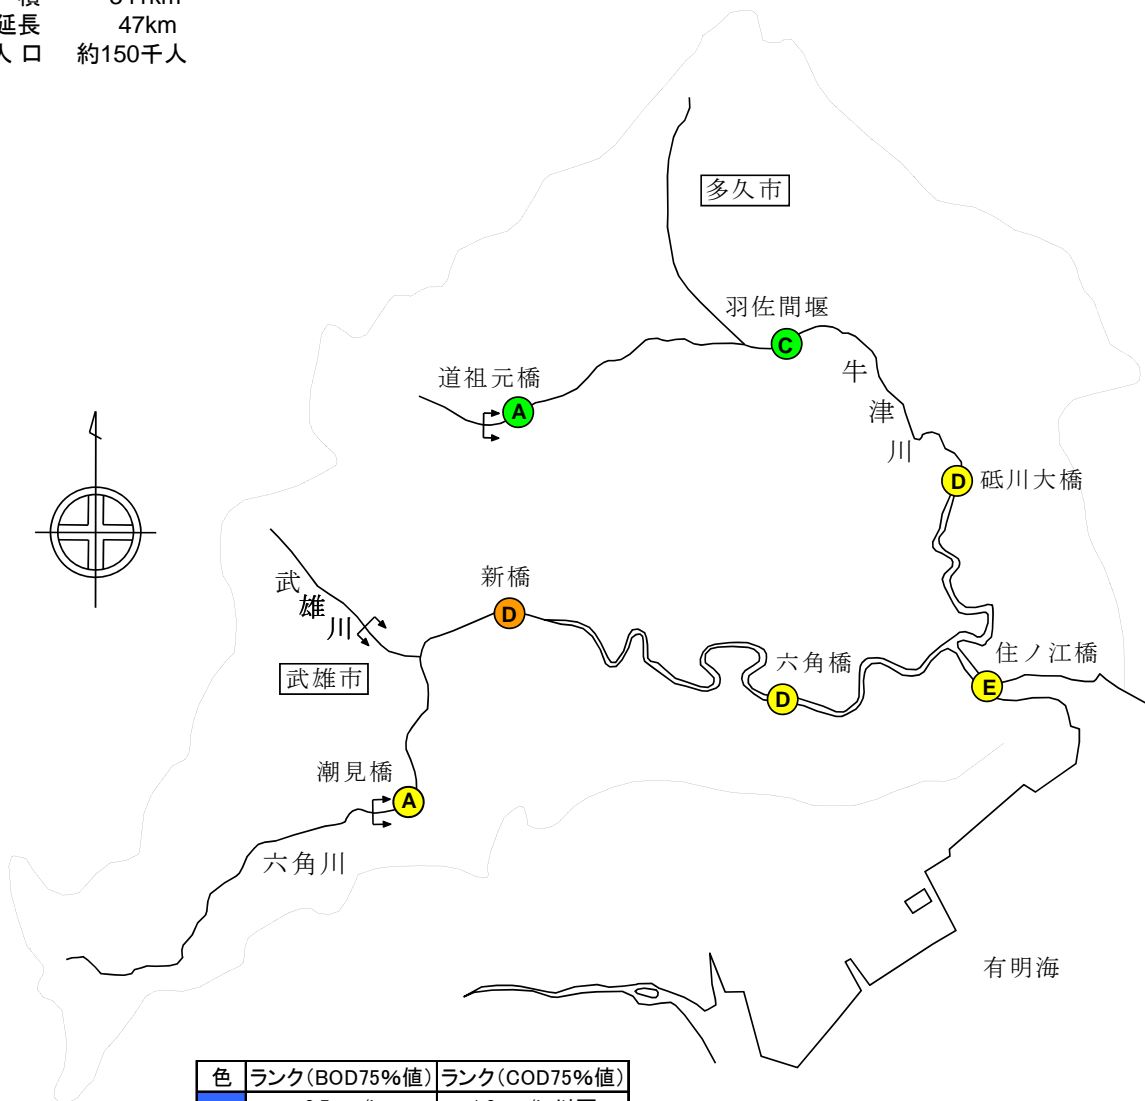 延長 47km
人口 約150千人
多久市
羽佐間堰
C
道祖元橋
A
牛津川
D 砥川大橋
武雄川
新橋
D
武雄市
六角橋
D
住ノ江橋
E
潮見橋
A
六角川
有明海
色 ランク(BOD75%値) ランク(COD75%値)